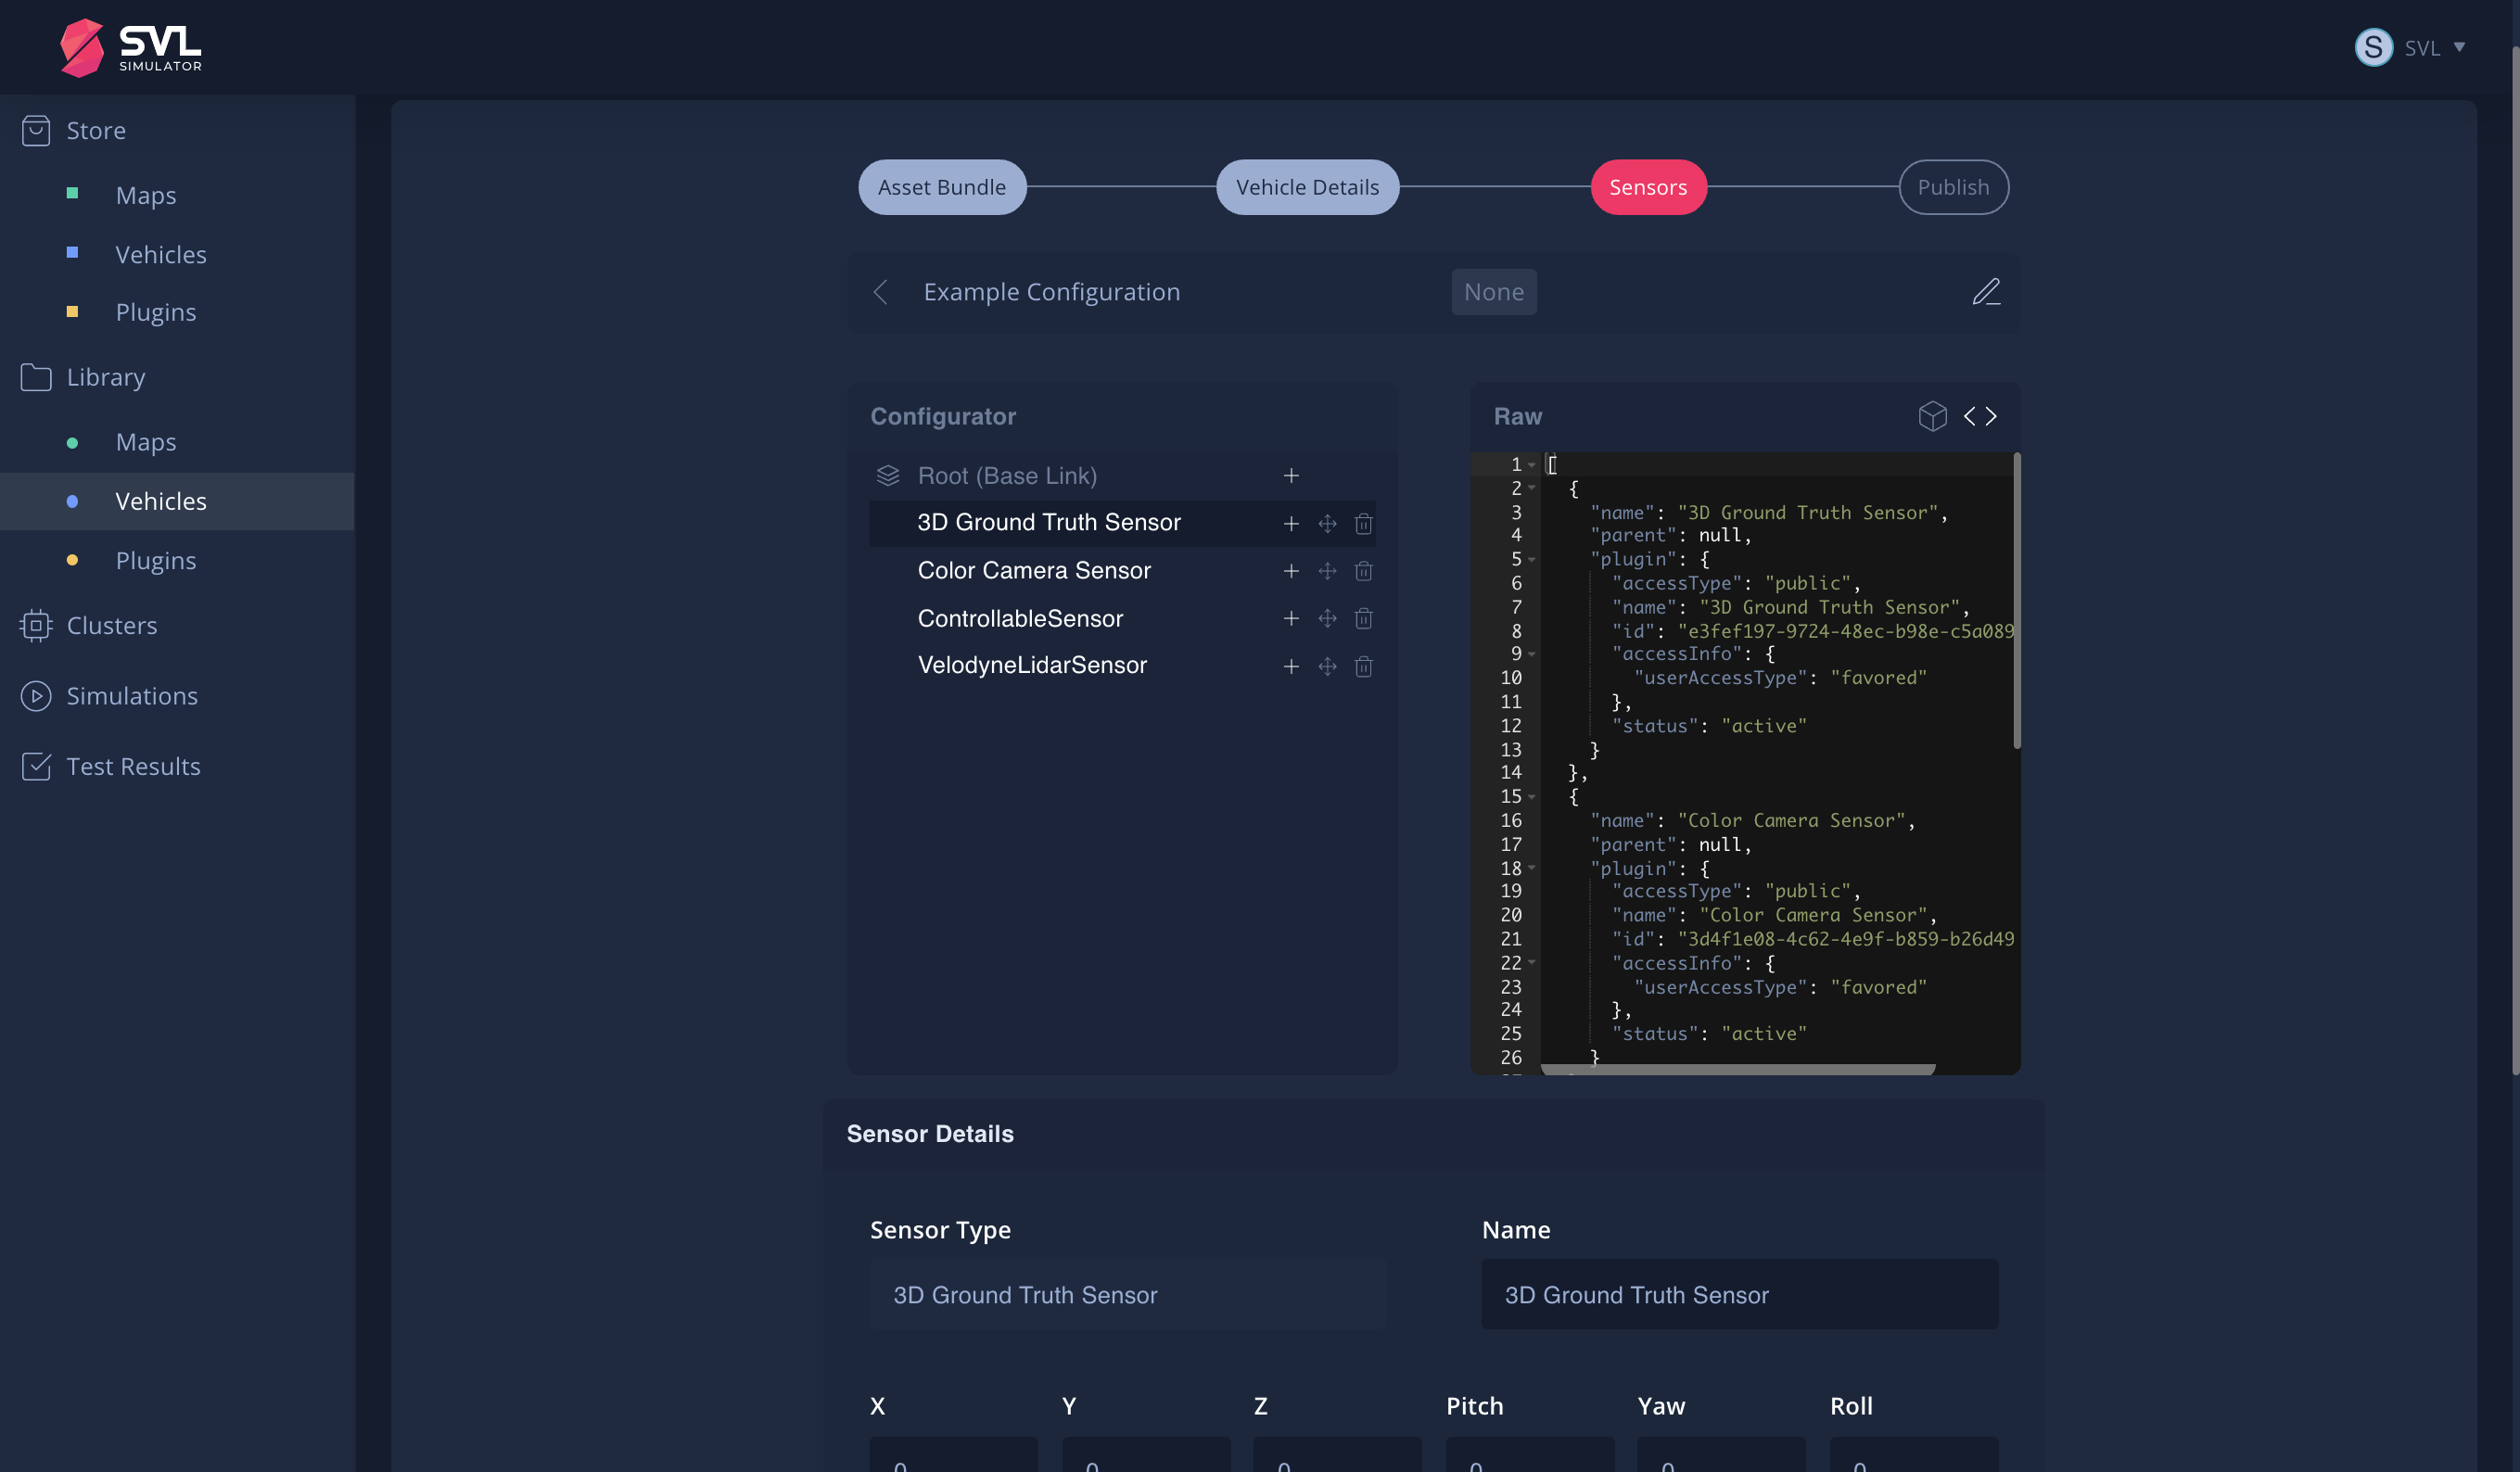 SVL
SIMULATOR
S SVL
Store
Maps
Vehicles
Plugins
Library
Maps
Vehicles
Plugins
Clusters
Simulations
Test Results
Asset Bundle
Vehicle Details
Sensors
Publish
Example Configuration
None
Configurator
Root (Base Link)
3D Ground Truth Sensor
Color Camera Sensor
ControllableSensor
VelodyneLidarSensor
Raw
1 [
2 {
3 "name": "3D Ground Truth Sensor",
4 "parent": null,
5 "plugin": {
6 "accessType": "public",
7 "name": "3D Ground Truth Sensor",
8 "id": "e3fef197-9724-48ec-b98e-c5a089
9 "accessInfo": {
10 "userAccessType": "favored"
11 },
12 "status": "active"
13 }
14 },
15 {
16 "name": "Color Camera Sensor",
17 "parent": null,
18 "plugin": {
19 "accessType": "public",
20 "name": "Color Camera Sensor",
21 "id": "3d4f1e08-4c62-4e9f-b859-b26d49
22 "accessInfo": {
23 "userAccessType": "favored"
24 },
25 "status": "active"
26 }
Sensor Details
Sensor Type
Name
3D Ground Truth Sensor
3D Ground Truth Sensor
X Y Z Pitch Yaw Roll
0 0 0 0 0 0